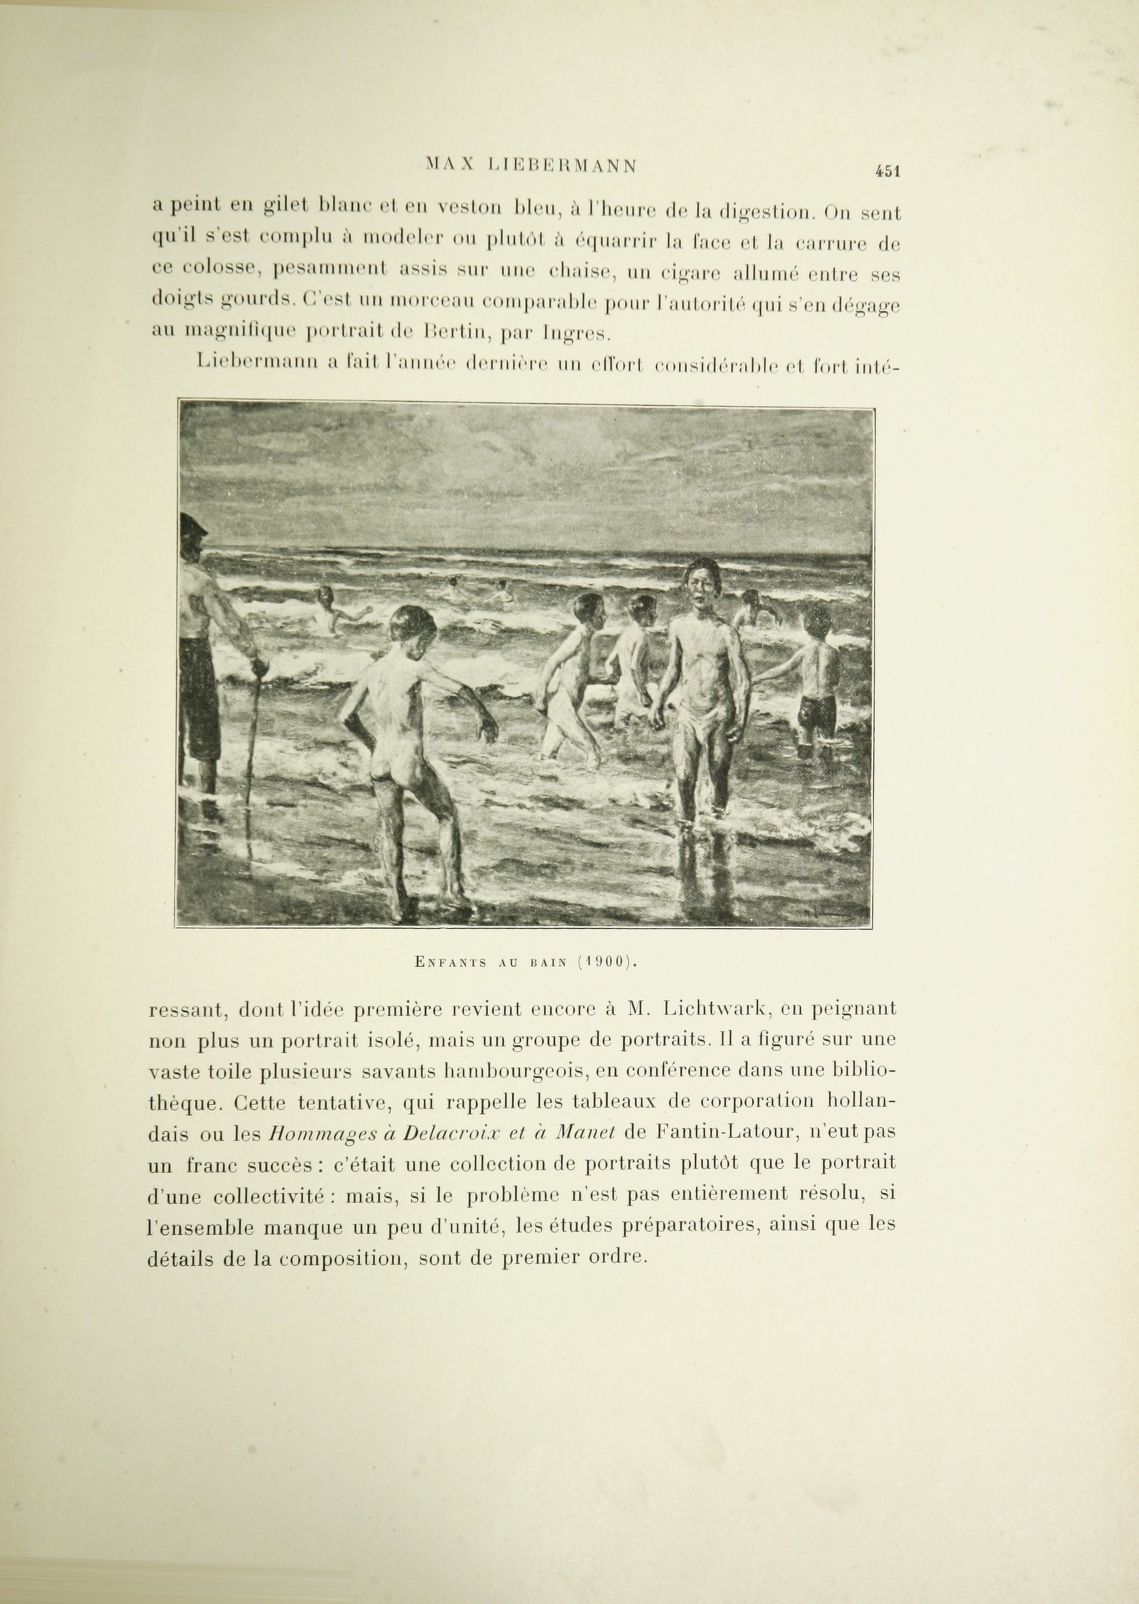 MAX LIEBERMANN
451
a peint en gilet blanc et en veston bleu, à l'heure de la digestion. On sent
qu'il s'est complu à modeler ou plutôt à équarrir la face et la carrure de
ce colosse, pesamment assis sur une chaise, un cigare allumé entre ses
doigts gourds. C'est un morceau comparable pour l'autorité qui s'en dégage
au magnifique portrait de Bertin, par Ingres.
Liebermann a fait l'année dernière un effort considérable et fort inté-
ENFANTS AU BAIN (1900).
ressant, dont l'idée première revient encore à M. Lichtwark, en peignant
non plus un portrait isolé, mais un groupe de portraits. Il a figuré sur une
vaste toile plusieurs savants hambourgeois, en conférence dans une biblio-
thèque. Cette tentative, qui rappelle les tableaux de corporation hollan-
dais ou les Hommages à Delacroix et à Manet de Fantin-Latour, n'eut pas
un franc succès : c'était une collection de portraits plutôt que le portrait
d'une collectivité : mais, si le problème n'est pas entièrement résolu, si
l'ensemble manque un peu d'unité, les études préparatoires, ainsi que les
détails de la composition, sont de premier ordre.